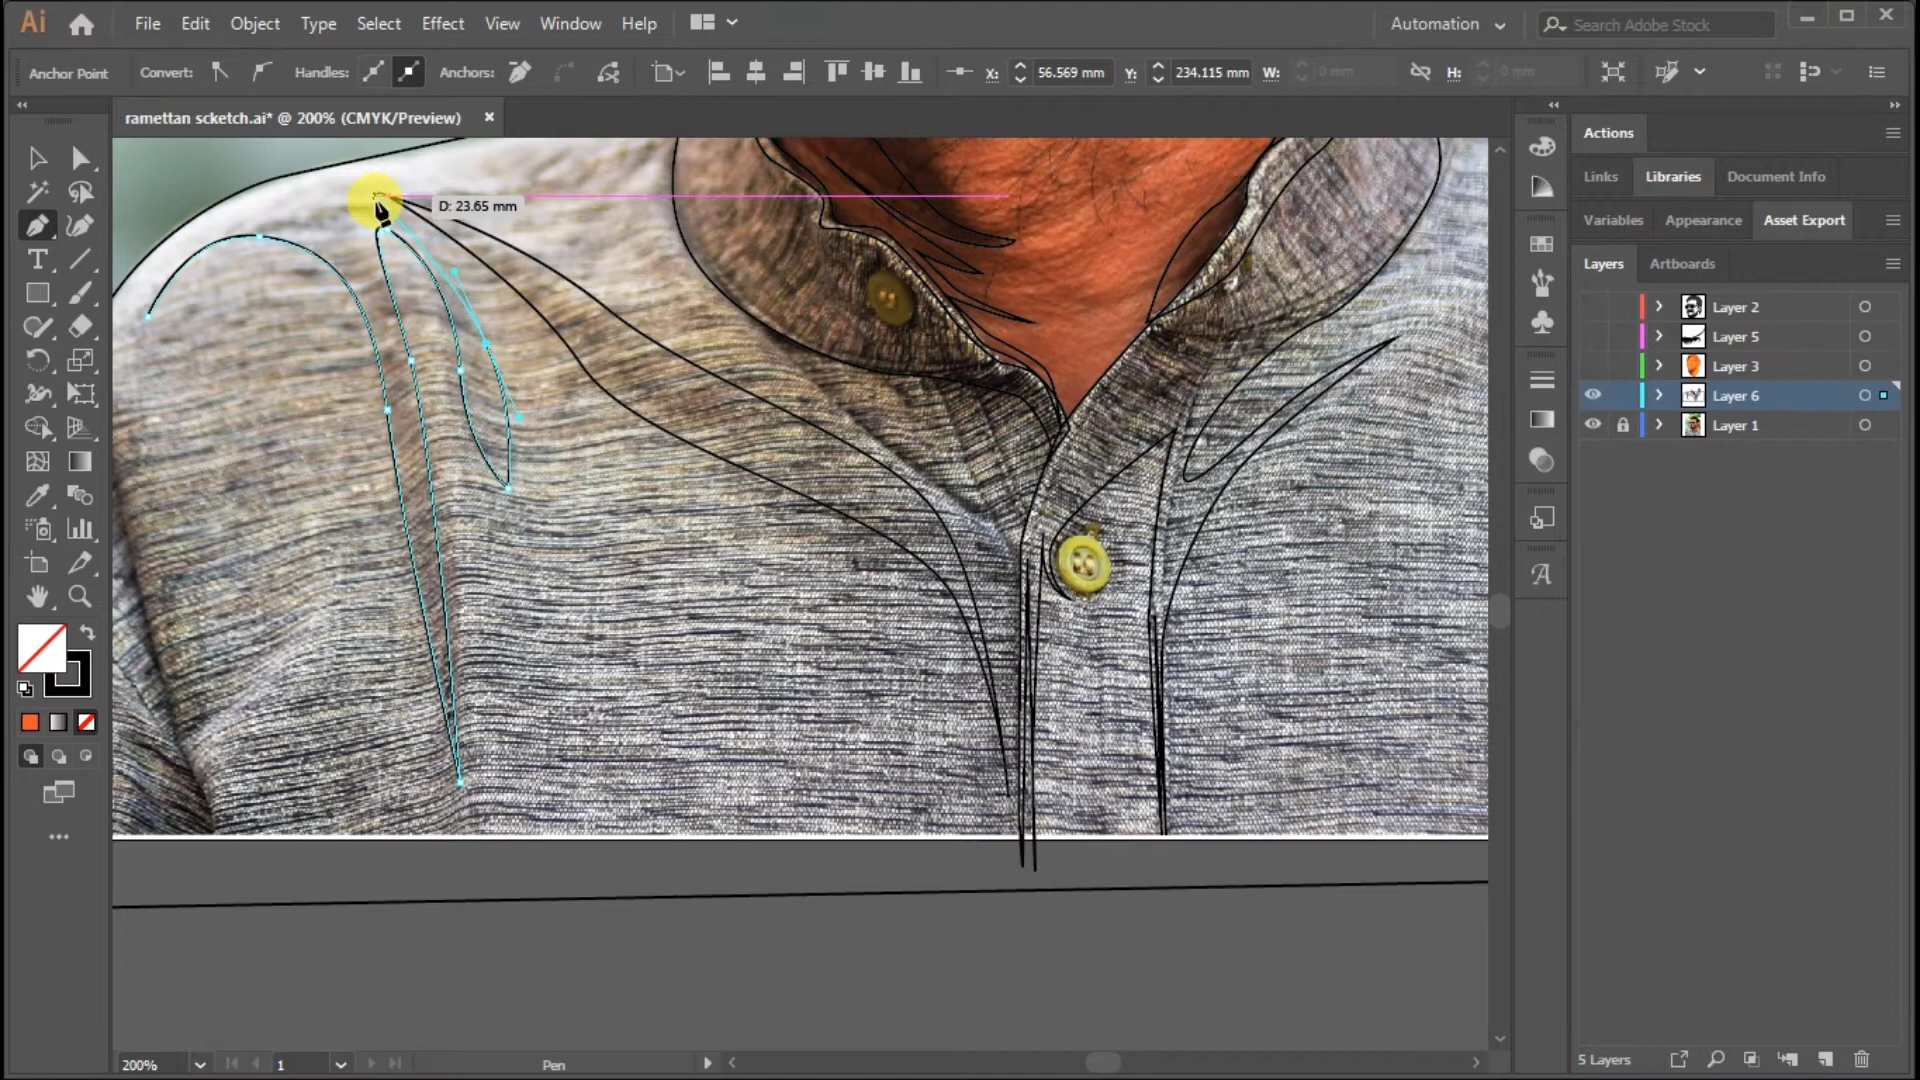 Ai File Edit Object Type Select Effect View Window Help Automation Search Adobe Stock
Anchor Point Convert: Handles: Anchors: X: 56.569 mm Y: 234.115 mm W: 0 mm H: 0 mm
ramettan scketch.ai* @ 200% (CMYK/Preview)
Actions
Links Libraries Document Info
D: 23.65 mm
Variables Appearance Asset Export
Layers Artboards
Layer 2
Layer 5
Layer 3
Layer 6
Layer 1
200% 1 Pen 5 Layers